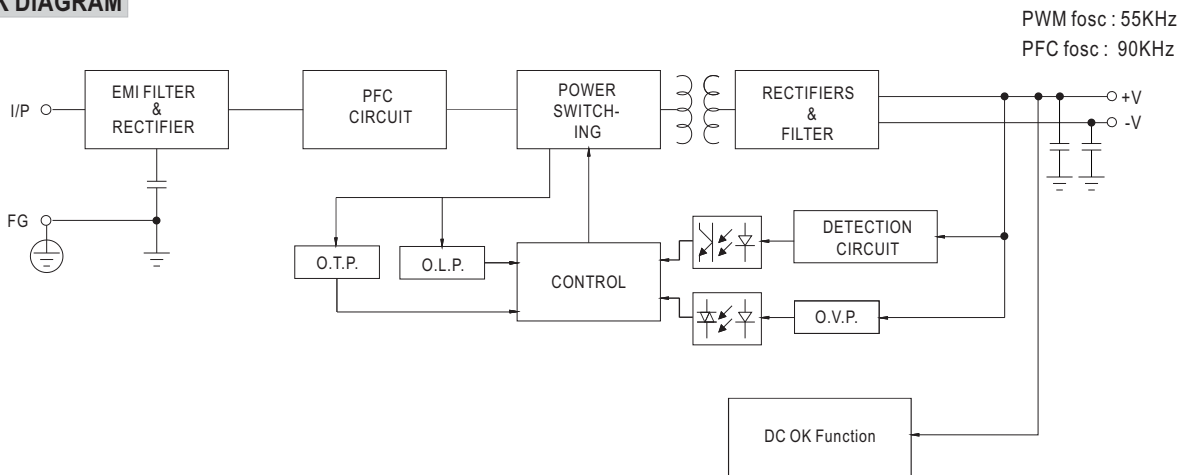 DIAGRAM
PWM fosc : 55KHz
PFC fosc : 90KHz
I/P
EMI FILTER
&
RECTIFIER
PFC
CIRCUIT
POWER
SWITCH-
ING
RECTIFIERS
&
FILTER
+V
-V
FG
O.T.P.
O.L.P.
CONTROL
DETECTION
CIRCUIT
O.V.P.
DC OK Function